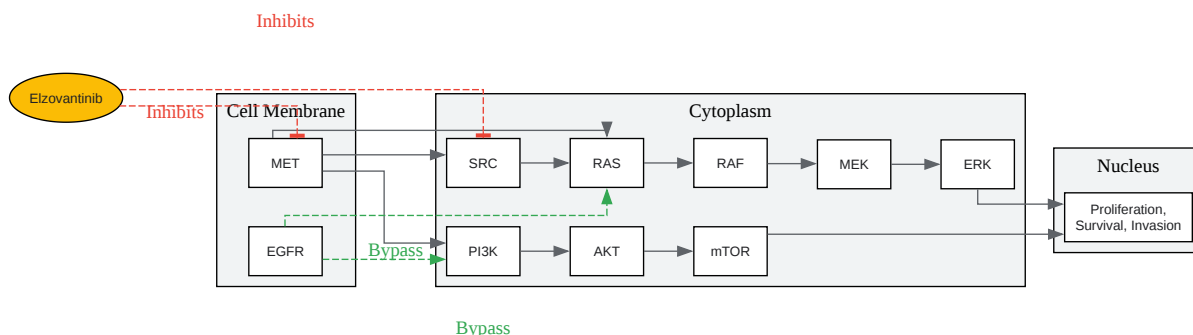 Inhibits
Elzovantinib
Inhibits
Cell Membrane
Cytoplasm
MET
SRC
RAS
RAF
MEK
ERK
Nucleus
Proliferation,
Survival, Invasion
EGFR
Bypass
PI3K
AKT
mTOR
Bypass